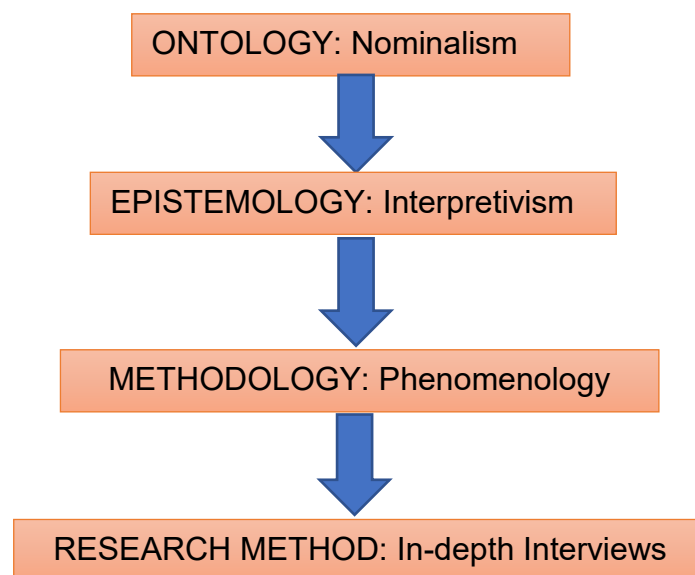 ONTOLOGY: Nominalism
EPISTEMOLOGY: Interpretivism
METHODOLOGY: Phenomenology
RESEARCH METHOD: In-depth Interviews